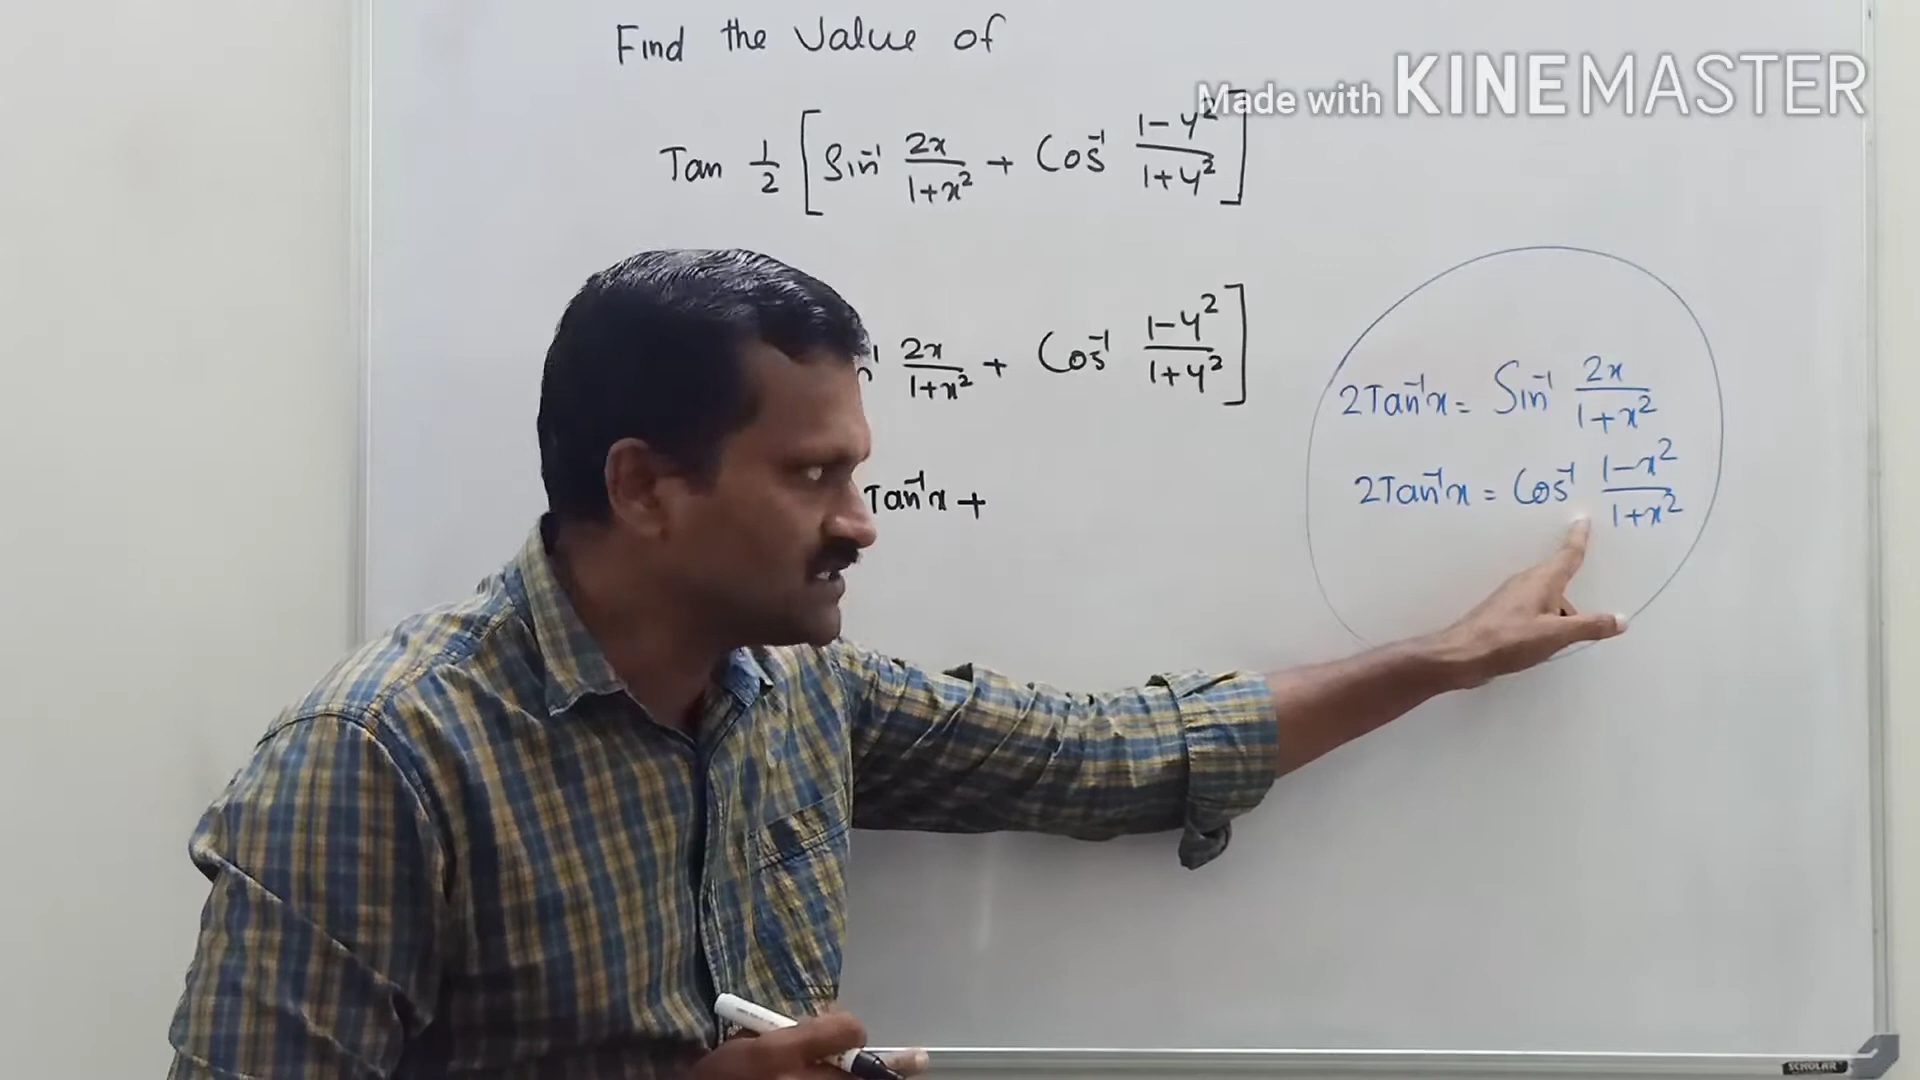 Find the Value of
Made with KINEMASTER
Tan 1/2 [Sin⁻¹ 2x/1+x² + Cos⁻¹ 1-y²/1+y²]
2x/1+x² + Cos⁻¹ 1-y²/1+y²]
2Tan⁻¹x = Sin⁻¹ 2x/1+x²
2Tan⁻¹x = Cos⁻¹ 1-x²/1+x²
Tan⁻¹x +
SCHOLAR